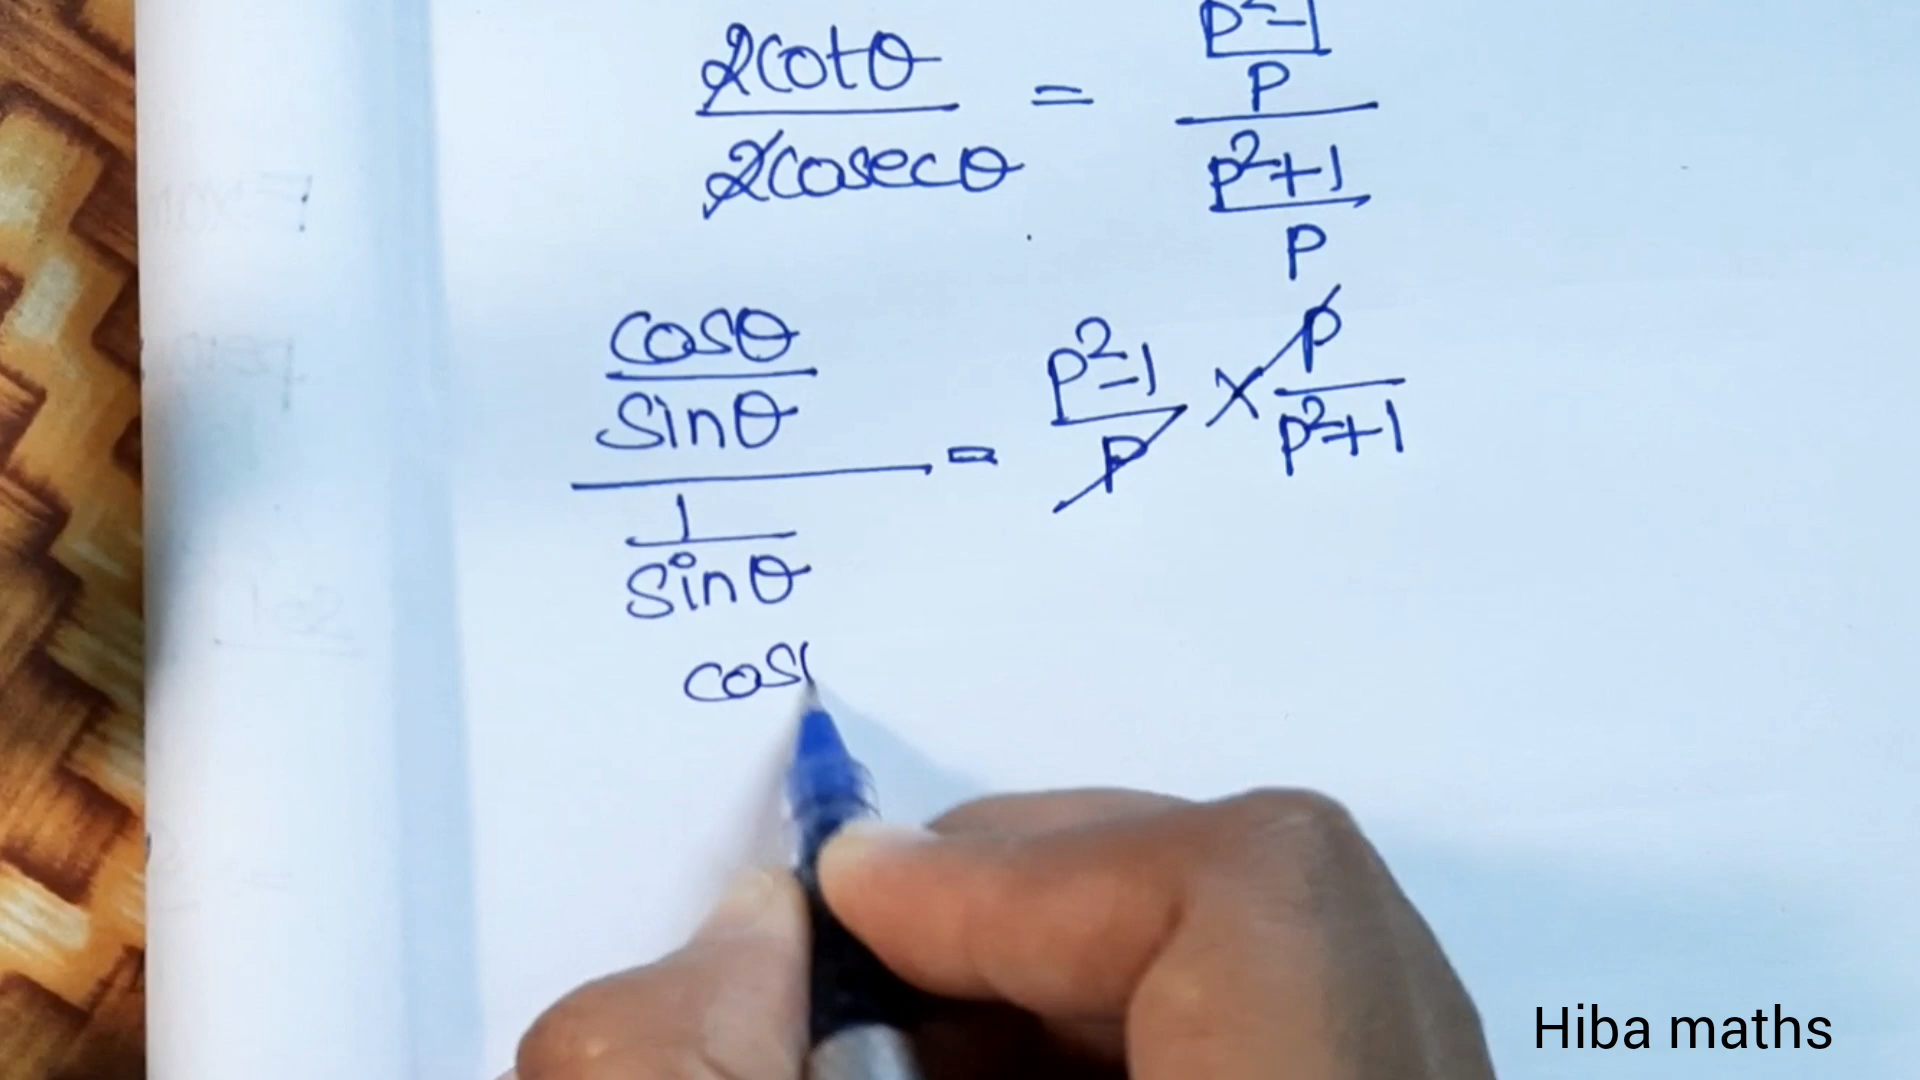 2cotθ / 2cosecθ = (p²-1 / p) / (p²+1 / p)
(cosθ / sinθ) / (1 / sinθ) = p²-1 / p × p / p²+1
cos
Hiba maths